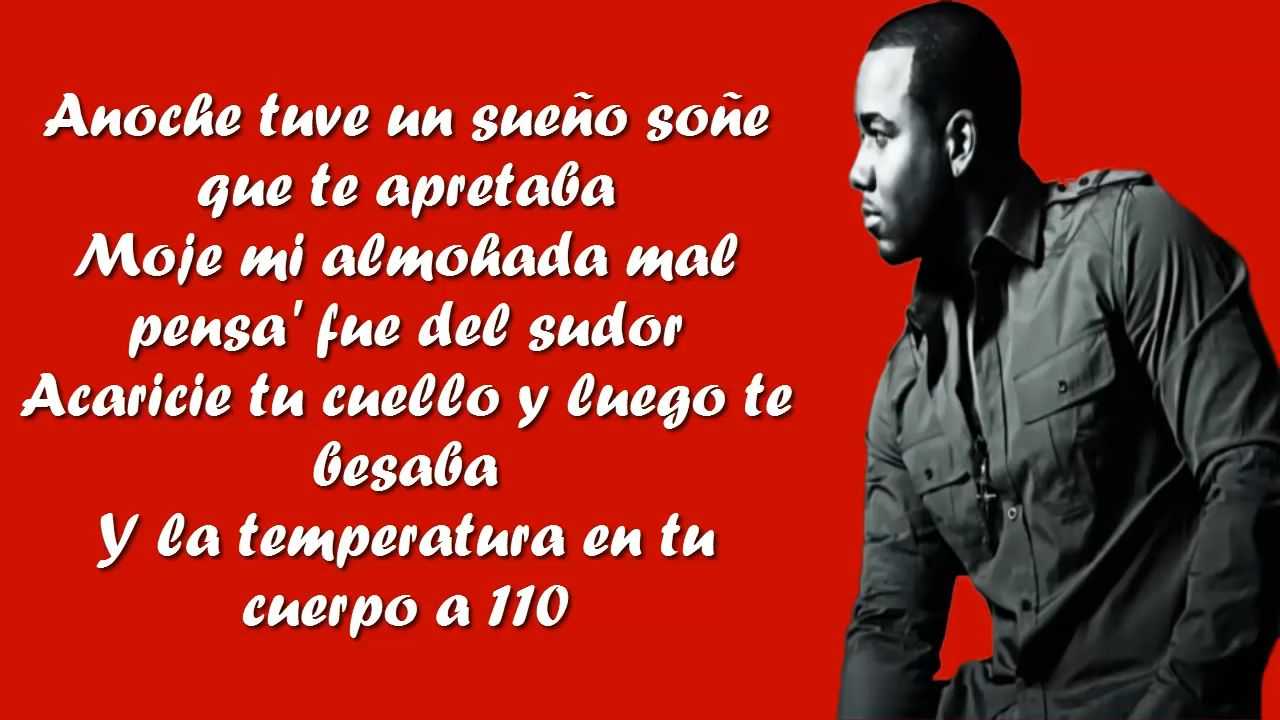 Anoche tuve un sueño soñe
que te apretaba
Moje mi almohada mal
pensa' fue del sudor
Acaricie tu cuello y luego te
besaba
Y la temperatura en tu
cuerpo a 110